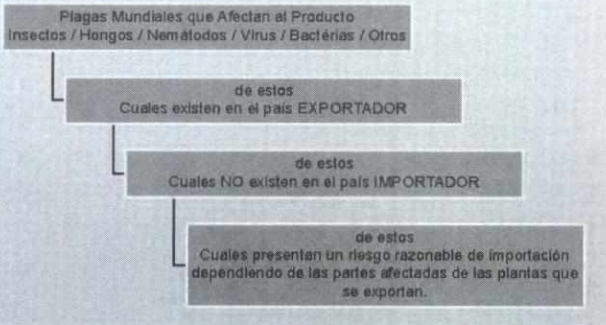 Plagas Mundiales que Afectan al Producto
Insectos / Hongos / Nemátodos / Virus / Bactérias / Otros
de estos
Cuales existen en el país EXPORTADOR
de estos
Cuales NO existen en el país IMPORTADOR
de estos
Cuales presentan un riesgo razonable de importación
dependiendo de las partes afectadas de las plantas que
se exportan.